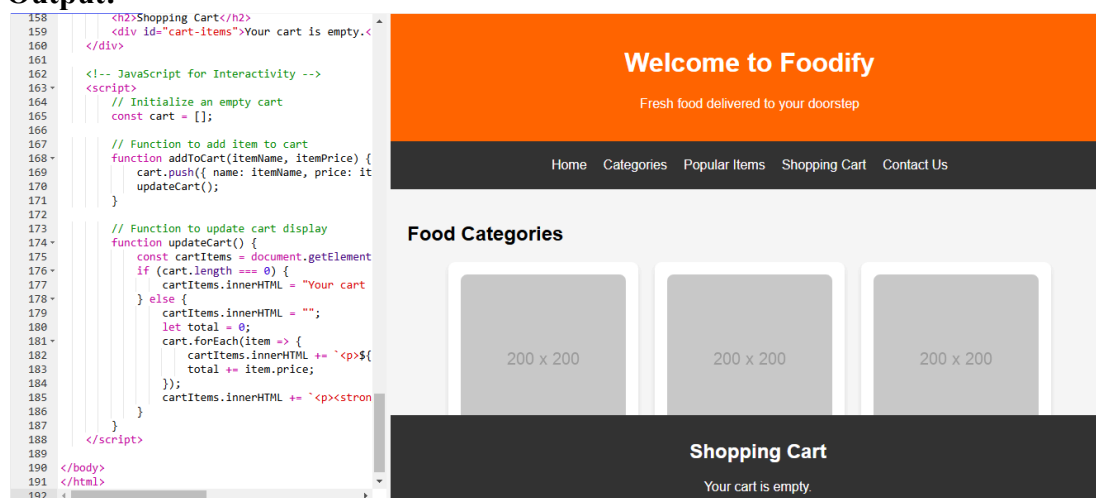 Output:
158 <h2>Shopping Cart</h2>
159 <div id="cart-items">Your cart is empty.<
160 </div>
161
162 <!-- JavaScript for Interactivity -->
163 <script>
164 // Initialize an empty cart
165 const cart = [];
166
167 // Function to add item to cart
168 function addToCart(itemName, itemPrice) {
169 cart.push({ name: itemName, price: it
170 updateCart();
171 }
172
173 // Function to update cart display
174 function updateCart() {
175 const cartItems = document.getElement
176 if (cart.length === 0) {
177 cartItems.innerHTML = "Your cart
178 } else {
179 cartItems.innerHTML = "";
180 let total = 0;
181 cart.forEach(item => {
182 cartItems.innerHTML += `<p>${
183 total += item.price;
184 });
185 cartItems.innerHTML += `<p><stron
186 }
187 }
188 </script>
189
190 </body>
191 </html>
192
Welcome to Foodify
Fresh food delivered to your doorstep
Home Categories Popular Items Shopping Cart Contact Us
Food Categories
200 x 200 200 x 200 200 x 200
Shopping Cart
Your cart is empty.